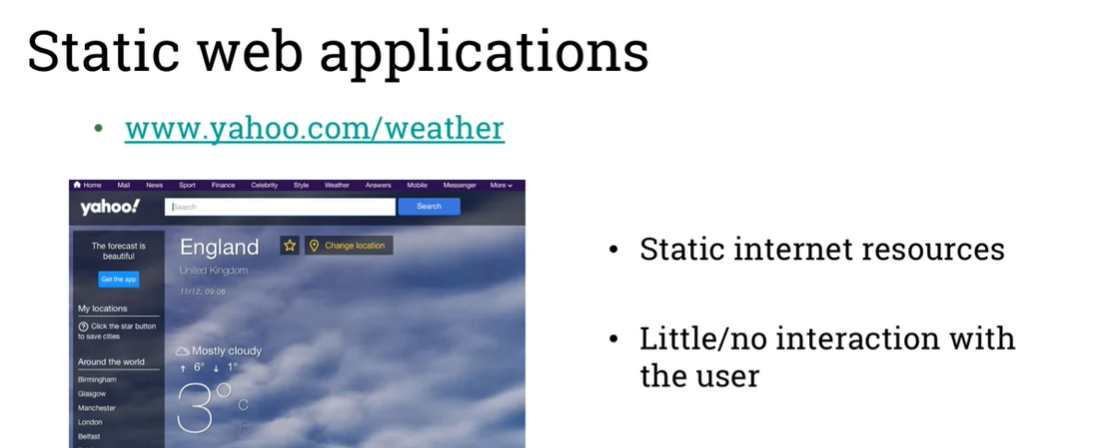 Static web applications
• www.yahoo.com/weather
Home Mail News Sport Finance Celebrity Style Weather Answers Mobile Messenger More
yahoo!
Search
Search
The forecast is
beautiful
Get the app
My locations
Click the star button
to save cities
Around the world
Birmingham
Glasgow
Manchester
London
Belfast
England
Change location
United Kingdom
11/12, 09:06
Mostly cloudy
↑ 6° ↓ 1°
3°
C
F
• Static internet resources
• Little/no interaction with
the user